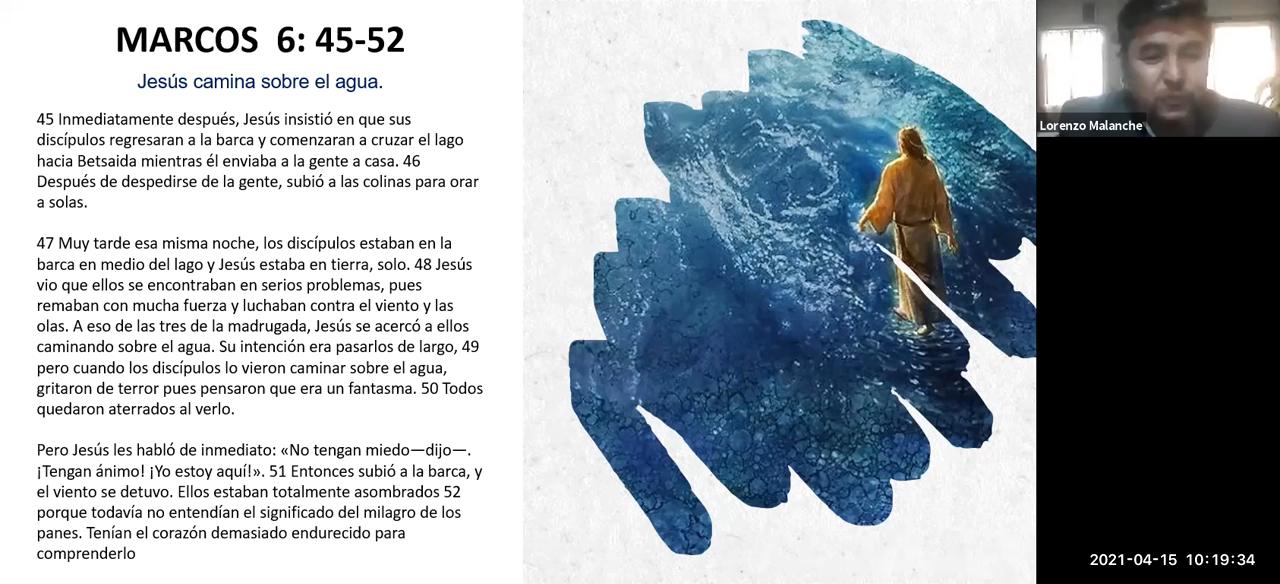 MARCOS  6: 45-52
Jesús camina sobre el agua.
45 Inmediatamente después, Jesús insistió en que sus
discípulos regresaran a la barca y comenzaran a cruzar el lago
hacia Betsaida mientras él enviaba a la gente a casa. 46
Después de despedirse de la gente, subió a las colinas para orar
a solas.
47 Muy tarde esa misma noche, los discípulos estaban en la
barca en medio del lago y Jesús estaba en tierra, solo. 48 Jesús
vio que ellos se encontraban en serios problemas, pues
remaban con mucha fuerza y luchaban contra el viento y las
olas. A eso de las tres de la madrugada, Jesús se acercó a ellos
caminando sobre el agua. Su intención era pasarlos de largo, 49
pero cuando los discípulos lo vieron caminar sobre el agua,
gritaron de terror pues pensaron que era un fantasma. 50 Todos
quedaron aterrados al verlo.
Pero Jesús les habló de inmediato: «No tengan miedo—dijo—.
¡Tengan ánimo! ¡Yo estoy aquí!». 51 Entonces subió a la barca, y
el viento se detuvo. Ellos estaban totalmente asombrados 52
porque todavía no entendían el significado del milagro de los
panes. Tenían el corazón demasiado endurecido para
comprenderlo
Lorenzo Malanche
2021-04-15 10:19:34